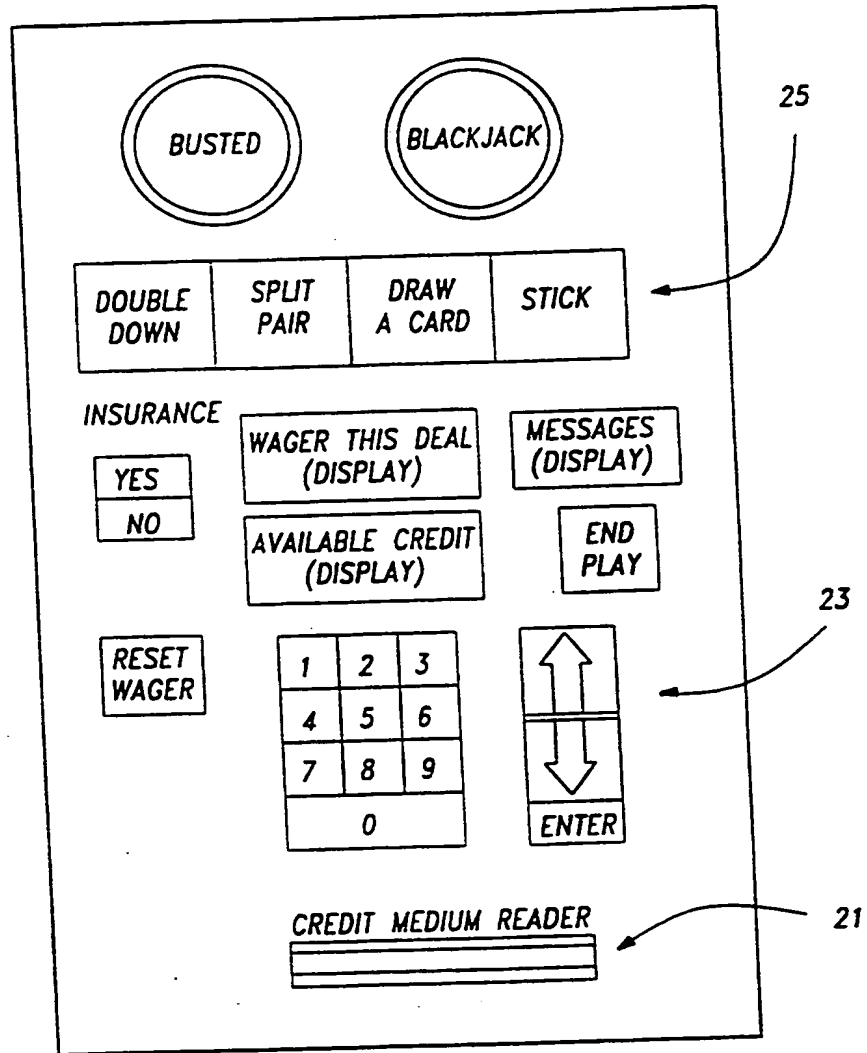 25
BUSTED
BLACKJACK
DOUBLE
DOWN
SPLIT
PAIR
DRAW
A CARD
STICK
INSURANCE
YES
NO
WAGER THIS DEAL
(DISPLAY)
MESSAGES
(DISPLAY)
AVAILABLE CREDIT
(DISPLAY)
END
PLAY
23
RESET
WAGER
1 2 3
4 5 6
7 8 9
0
ENTER
CREDIT MEDIUM READER
21